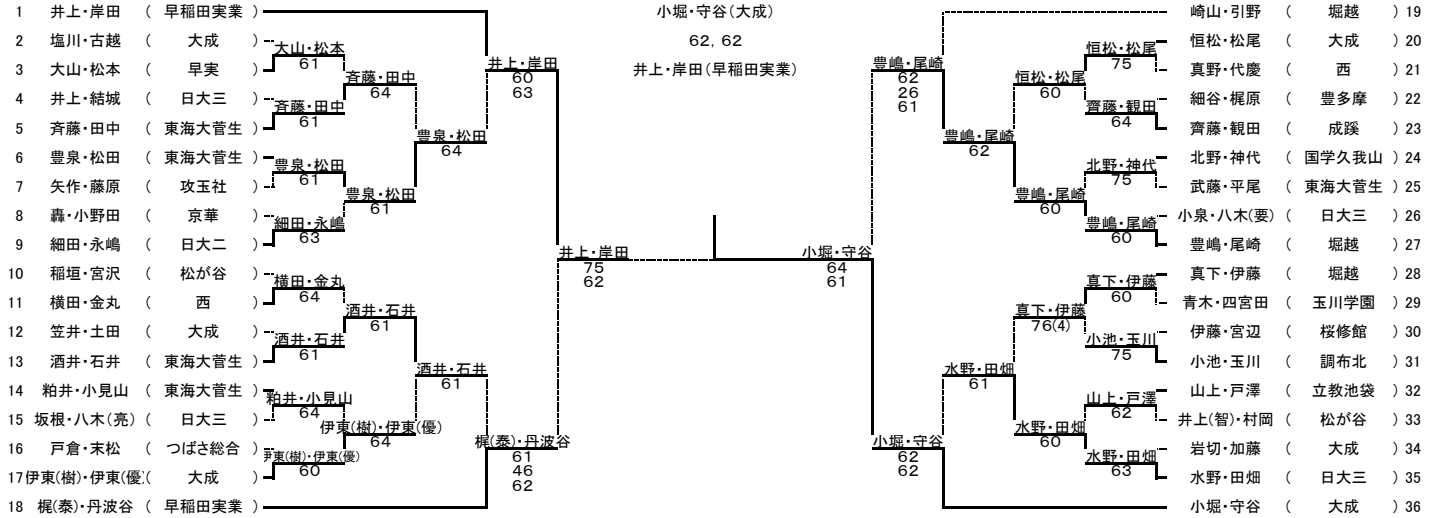 小堀・守谷(大成)
62, 62
井上・岸田(早稲田実業)
1 井上・岸田 ( 早稲田実業 )
2 塩川・古越 ( 大成 )
3 大山・松本 ( 早実 )
4 井上・結城 ( 日大三 )
5 斉藤・田中 ( 東海大菅生 )
6 豊泉・松田 ( 東海大菅生 )
7 矢作・藤原 ( 攻玉社 )
8 轟・小野田 ( 京華 )
9 細田・永嶋 ( 日大二 )
10 稲垣・宮沢 ( 松が谷 )
11 横田・金丸 ( 西 )
12 笠井・土田 ( 大成 )
13 酒井・石井 ( 東海大菅生 )
14 粕井・小見山 ( 東海大菅生 )
15 坂根・八木(亮) ( 日大三 )
16 戸倉・末松 ( つばさ総合 )
17 伊東(樹)・伊東(優)( 大成 )
18 梶(泰)・丹波谷 ( 早稲田実業 )
大山・松本
61
斉藤・田中
61
豊泉・松田
61
細田・永嶋
63
横田・金丸
64
酒井・石井
61
粕井・小見山
64
伊東(樹)・伊東(優)
60
斉藤・田中
64
豊泉・松田
61
酒井・石井
61
伊東(樹)・伊東(優)
64
豊泉・松田
64
酒井・石井
61
井上・岸田
60
63
梶(泰)・丹波谷
61
46
62
井上・岸田
75
62
小堀・守谷
64
61
豊嶋・尾崎
62
26
61
小堀・守谷
62
62
豊嶋・尾崎
62
水野・田畑
61
恒松・松尾
60
豊嶋・尾崎
60
真下・伊藤
76(4)
水野・田畑
60
恒松・松尾
75
齊藤・観田
64
北野・神代
75
豊嶋・尾崎
60
真下・伊藤
60
小池・玉川
75
山上・戸澤
62
水野・田畑
63
崎山・引野 ( 堀越 ) 19
恒松・松尾 ( 大成 ) 20
真野・代慶 ( 西 ) 21
細谷・梶原 ( 豊多摩 ) 22
齊藤・観田 ( 成蹊 ) 23
北野・神代 ( 国学久我山 ) 24
武藤・平尾 ( 東海大菅生 ) 25
小泉・八木(要) ( 日大三 ) 26
豊嶋・尾崎 ( 堀越 ) 27
真下・伊藤 ( 堀越 ) 28
青木・四宮田 ( 玉川学園 ) 29
伊藤・宮辺 ( 桜修館 ) 30
小池・玉川 ( 調布北 ) 31
山上・戸澤 ( 立教池袋 ) 32
井上(智)・村岡 ( 松が谷 ) 33
岩切・加藤 ( 大成 ) 34
水野・田畑 ( 日大三 ) 35
小堀・守谷 ( 大成 ) 36